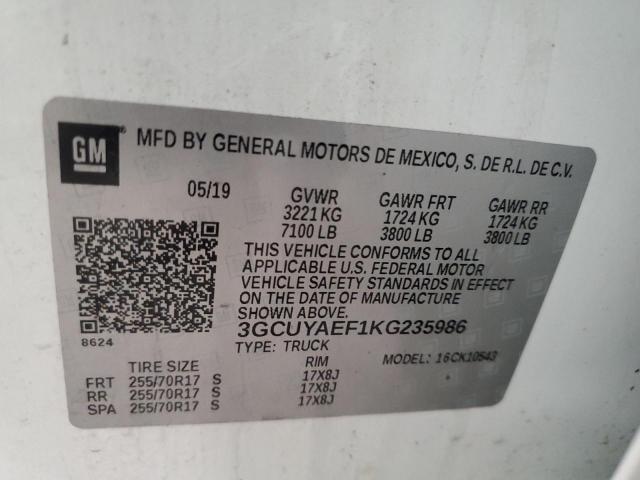 GM® MFD BY GENERAL MOTORS DE MEXICO, S. DE R.L. DE C.V.
05/19 GVWR GAWR FRT GAWR RR
3221 KG 1724 KG 1724 KG
7100 LB 3800 LB 3800 LB
THIS VEHICLE CONFORMS TO ALL
APPLICABLE U.S. FEDERAL MOTOR
VEHICLE SAFETY STANDARDS IN EFFECT
ON THE DATE OF MANUFACTURE
SHOWN ABOVE.
8624
3GCUYAEF1KG235986
TYPE: TRUCK MODEL: 16CK10543
TIRE SIZE RIM
FRT 255/70R17 S 17X8J
RR 255/70R17 S 17X8J
SPA 255/70R17 S 17X8J